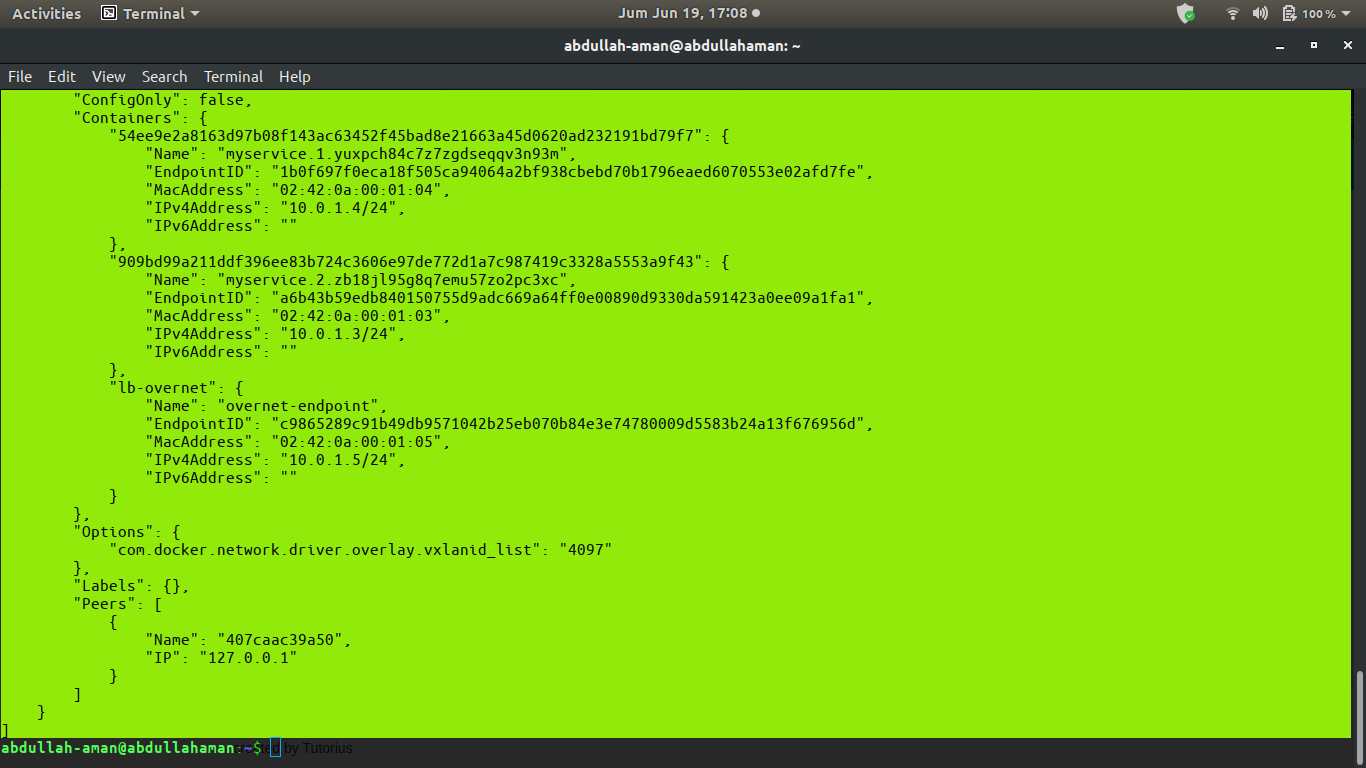 Activities Terminal Jum Jun 19, 17:08 100 %
abdullah-aman@abdullahaman: ~
File Edit View Search Terminal Help
"ConfigOnly": false,
"Containers": {
"54ee9e2a8163d97b08f143ac63452f45bad8e21663a45d0620ad232191bd79f7": {
"Name": "myservice.1.yuxpch84c7z7zgdseqqv3n93m",
"EndpointID": "1b0f697f0eca18f505ca94064a2bf938cbebd70b1796eaed6070553e02afd7fe",
"MacAddress": "02:42:0a:00:01:04",
"IPv4Address": "10.0.1.4/24",
"IPv6Address": ""
},
"909bd99a211ddf396ee83b724c3606e97de772d1a7c987419c3328a5553a9f43": {
"Name": "myservice.2.zb18jl95g8q7emu57zo2pc3xc",
"EndpointID": "a6b43b59edb840150755d9adc669a64ff0e00890d9330da591423a0ee09a1fa1",
"MacAddress": "02:42:0a:00:01:03",
"IPv4Address": "10.0.1.3/24",
"IPv6Address": ""
},
"lb-overnet": {
"Name": "overnet-endpoint",
"EndpointID": "c9865289c91b49db9571042b25eb070b84e3e74780009d5583b24a13f676956d",
"MacAddress": "02:42:0a:00:01:05",
"IPv4Address": "10.0.1.5/24",
"IPv6Address": ""
}
},
"Options": {
"com.docker.network.driver.overlay.vxlanid_list": "4097"
},
"Labels": {},
"Peers": [
{
"Name": "407caac39a50",
"IP": "127.0.0.1"
}
]
}
]
abdullah-aman@abdullahaman:~$ by Tutorius